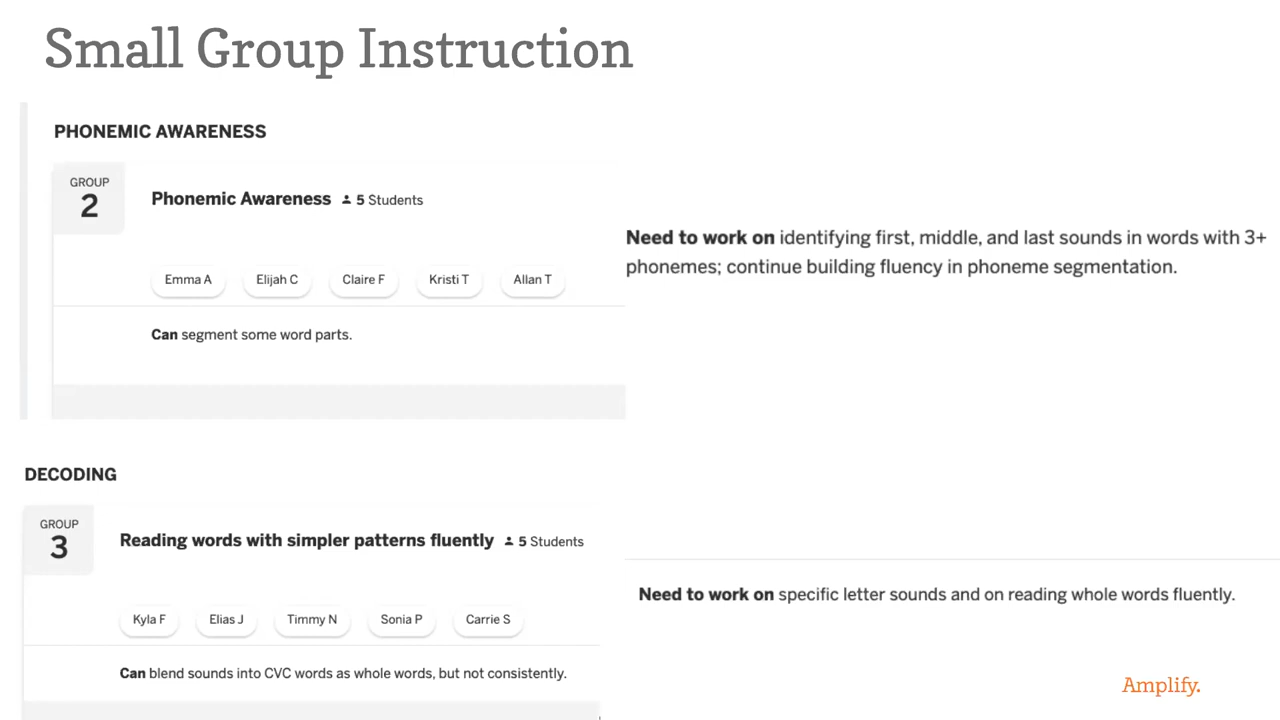 Small Group Instruction
PHONEMIC AWARENESS
GROUP
2
Phonemic Awareness 5 Students
Emma A Elijah C Claire F Kristi T Allan T
Can segment some word parts.
Need to work on identifying first, middle, and last sounds in words with 3+
phonemes; continue building fluency in phoneme segmentation.
DECODING
GROUP
3
Reading words with simpler patterns fluently 5 Students
Kyla F Elias J Timmy N Sonia P Carrie S
Can blend sounds into CVC words as whole words, but not consistently.
Need to work on specific letter sounds and on reading whole words fluently.
Amplify.